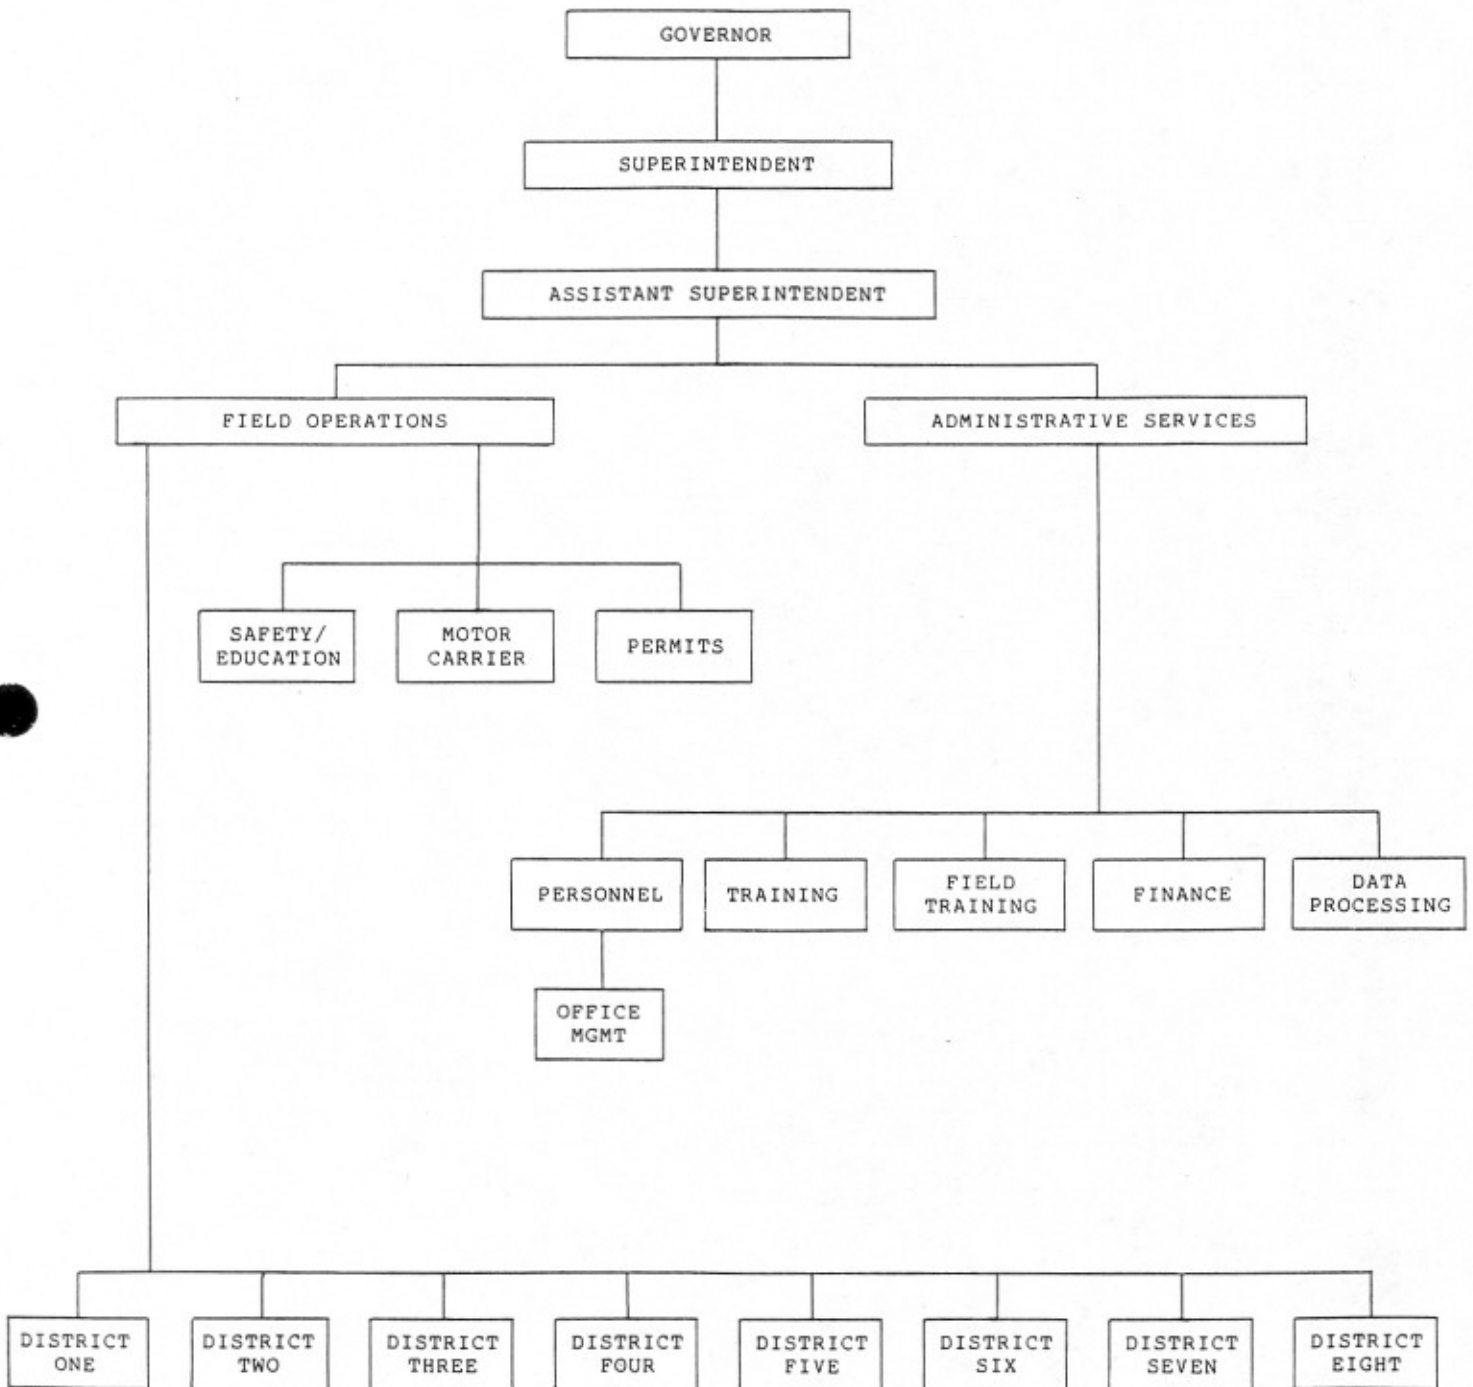 GOVERNOR
SUPERINTENDENT
ASSISTANT SUPERINTENDENT
FIELD OPERATIONS
ADMINISTRATIVE SERVICES
SAFETY/
EDUCATION
MOTOR
CARRIER
PERMITS
PERSONNEL
TRAINING
FIELD
TRAINING
FINANCE
DATA
PROCESSING
OFFICE
MGMT
DISTRICT
ONE
DISTRICT
TWO
DISTRICT
THREE
DISTRICT
FOUR
DISTRICT
FIVE
DISTRICT
SIX
DISTRICT
SEVEN
DISTRICT
EIGHT